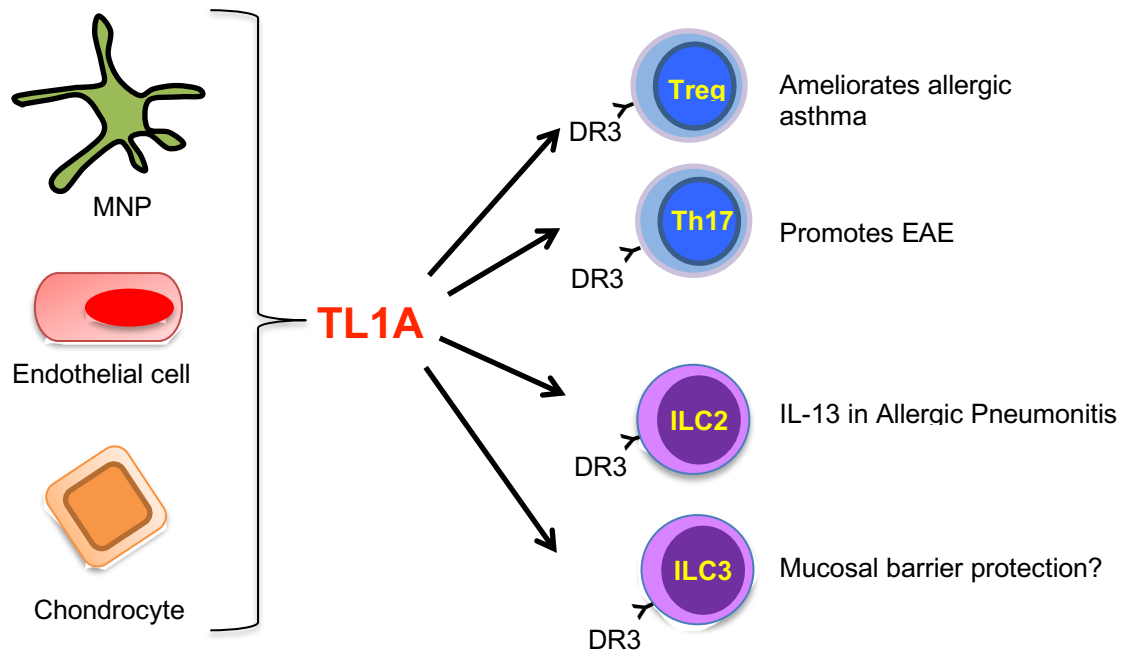 MNP
Endothelial cell
Chondrocyte
TL1A
Treg
DR3
Ameliorates allergic
asthma
Th17
DR3
Promotes EAE
ILC2
DR3
IL-13 in Allergic Pneumonitis
ILC3
DR3
Mucosal barrier protection?